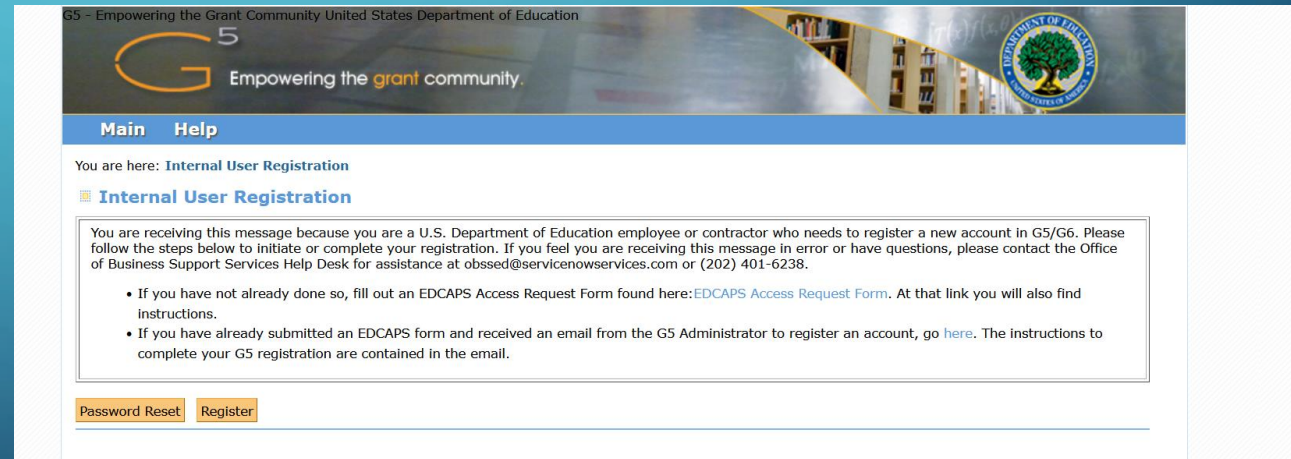 G5 - Empowering the Grant Community United States Department of Education
G5
Empowering the grant community.
DEPARTMENT OF EDUCATION
UNITED STATES OF AMERICA
Main Help
You are here: Internal User Registration
Internal User Registration
You are receiving this message because you are a U.S. Department of Education employee or contractor who needs to register a new account in G5/G6. Please
follow the steps below to initiate or complete your registration. If you feel you are receiving this message in error or have questions, please contact the Office
of Business Support Services Help Desk for assistance at obssed@servicenowservices.com or (202) 401-6238.
• If you have not already done so, fill out an EDCAPS Access Request Form found here:EDCAPS Access Request Form. At that link you will also find
instructions.
• If you have already submitted an EDCAPS form and received an email from the G5 Administrator to register an account, go here. The instructions to
complete your G5 registration are contained in the email.
Password Reset Register